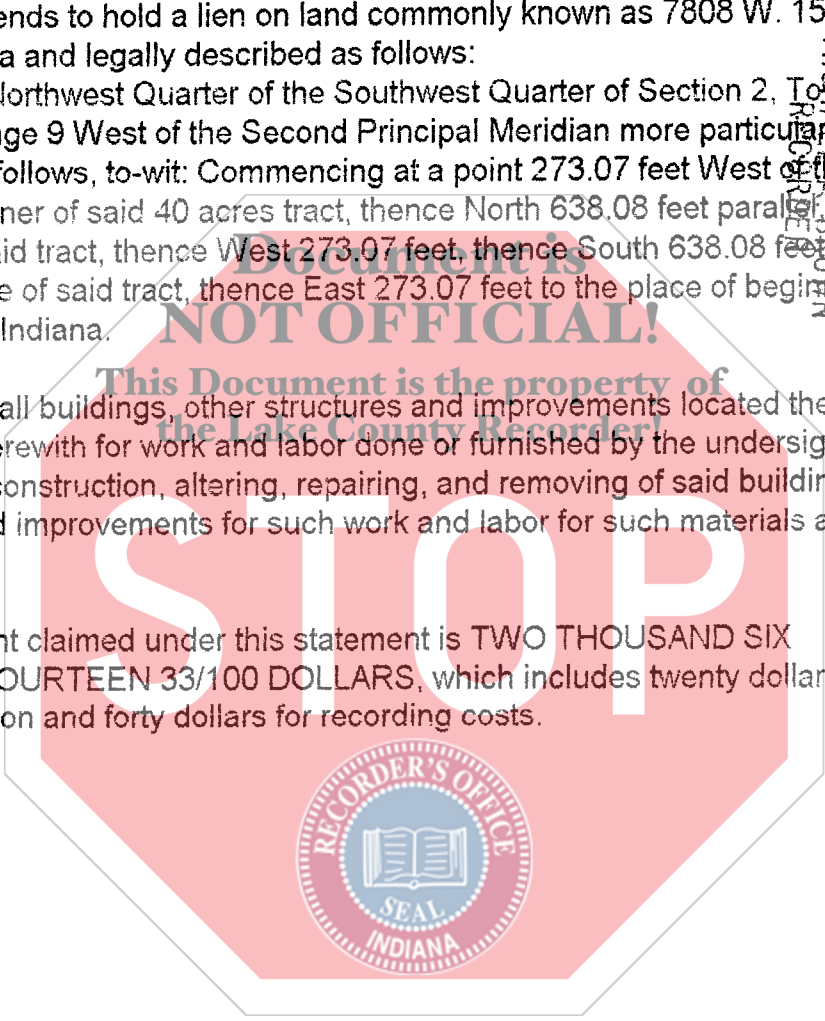 ends to hold a lien on land commonly known as 7808 W. 15
a and legally described as follows:
Northwest Quarter of the Southwest Quarter of Section 2, To
ge 9 West of the Second Principal Meridian more particular
follows, to-wit: Commencing at a point 273.07 feet West of th
ner of said 40 acres tract, thence North 638.08 feet parallel
id tract, thence West 273.07 feet, thence South 638.08 feet
e of said tract, thence East 273.07 feet to the place of begin
Indiana.
all buildings, other structures and improvements located the
rewith for work and labor done or furnished by the undersig
construction, altering, repairing, and removing of said buildin
d improvements for such work and labor for such materials a
nt claimed under this statement is TWO THOUSAND SIX
OURTEEN 33/100 DOLLARS, which includes twenty dollar
on and forty dollars for recording costs.
RECORDER
Document is
NOT OFFICIAL!
This Document is the property of
the Lake County Recorder!
STOP
RECORDER'S OFFICE
SEAL
INDIANA